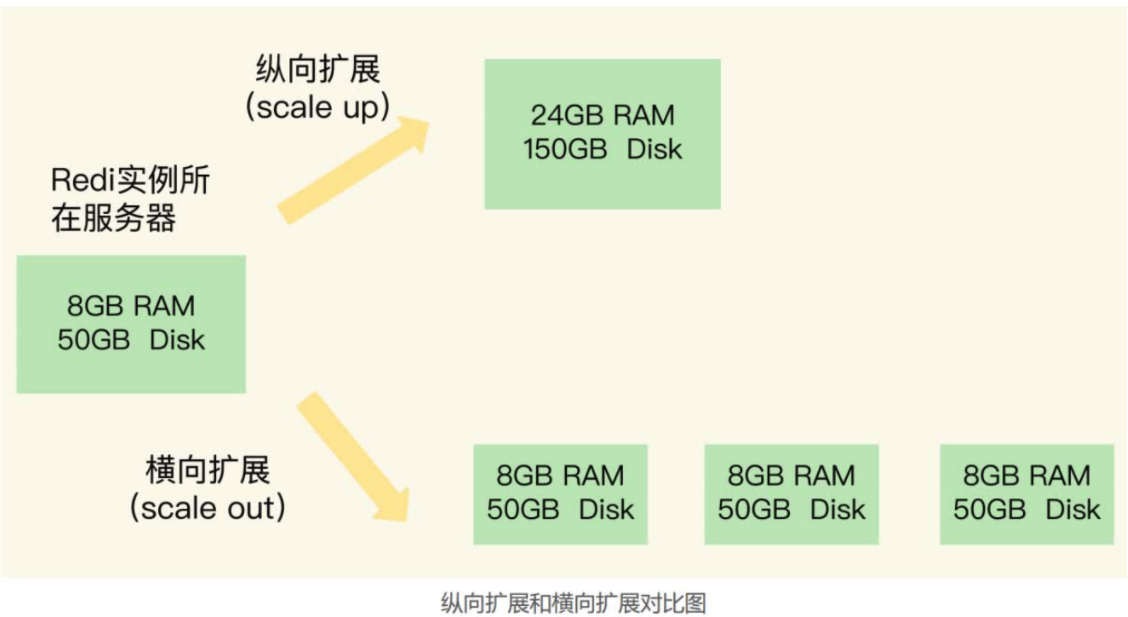 纵向扩展
(scale up)
24GB RAM
150GB Disk
Redi实例所
在服务器
8GB RAM
50GB Disk
横向扩展
(scale out)
8GB RAM
50GB Disk
8GB RAM
50GB Disk
8GB RAM
50GB Disk
纵向扩展和横向扩展对比图